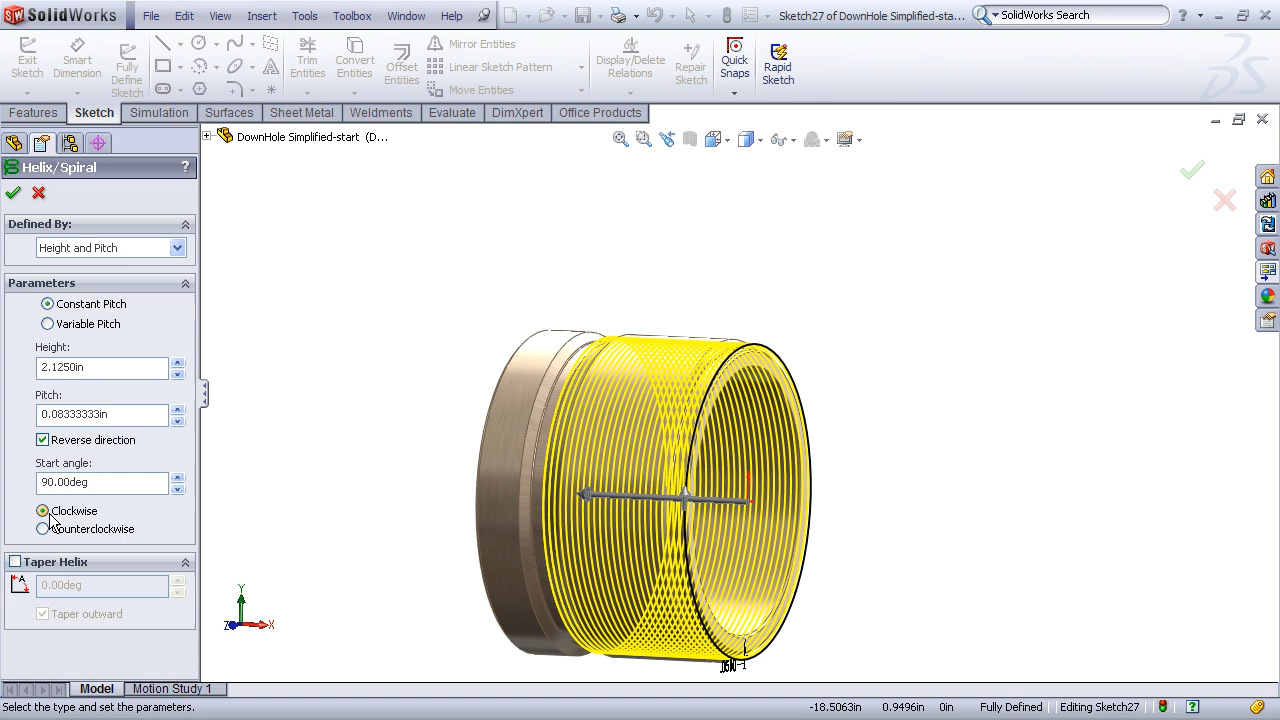 SolidWorks
File Edit View Insert Tools Toolbox Window Help
Sketch27 of DownHole Simplified-sta...
SolidWorks Search
Exit Sketch
Smart Dimension
Fully Define Sketch
Trim Entities
Convert Entities
Offset Entities
Mirror Entities
Linear Sketch Pattern
Move Entities
Display/Delete Relations
Repair Sketch
Quick Snaps
Rapid Sketch
Features Sketch Simulation Surfaces Sheet Metal Weldments Evaluate DimXpert Office Products
DownHole Simplified-start (D...
Helix/Spiral ?
Defined By:
Height and Pitch
Parameters
Constant Pitch
Variable Pitch
Height:
2.1250in
Pitch:
0.08333333in
Reverse direction
Start angle:
90.00deg
Clockwise
Counterclockwise
Taper Helix
0.00deg
Taper outward
Y
Z X
Model Motion Study 1
Select the type and set the parameters.
-18.5063in 0.9496in 0in Fully Defined Editing Sketch27